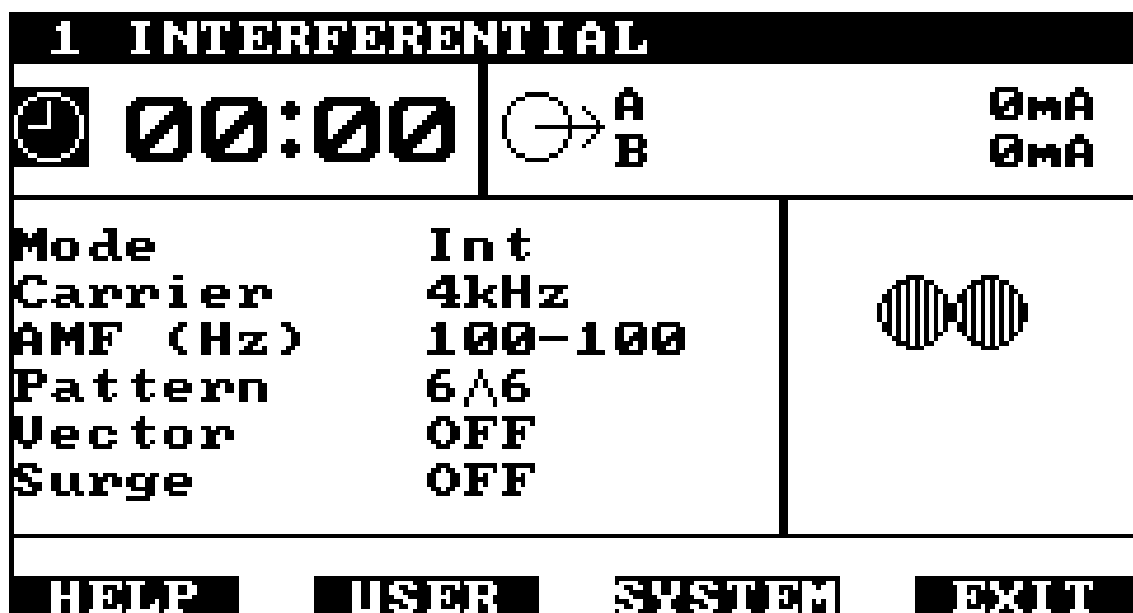 1 INTERFERENTIAL
00:00 A 0mA
B 0mA
Mode Int
Carrier 4kHz
AMF (Hz) 100-100
Pattern 6/\6
Vector OFF
Surge OFF
HELP USER SYSTEM EXIT